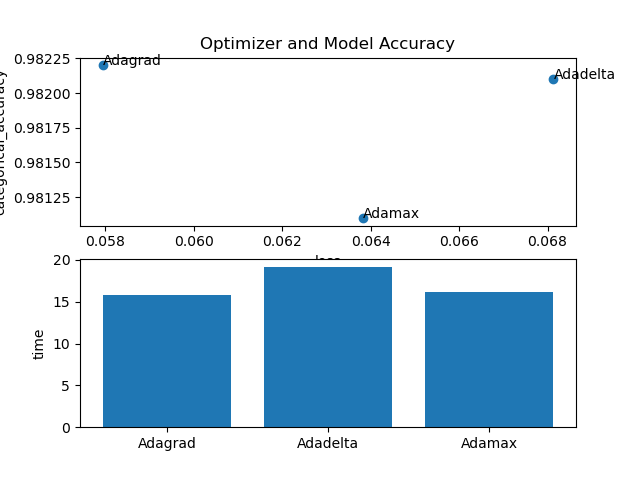 Optimizer and Model Accuracy
categorical_accuracy
0.98225
0.98200
0.98175
0.98150
0.98125
Adagrad
Adadelta
Adamax
0.058 0.060 0.062 0.064 0.066 0.068
time
20
15
10
5
0
Adagrad Adadelta Adamax